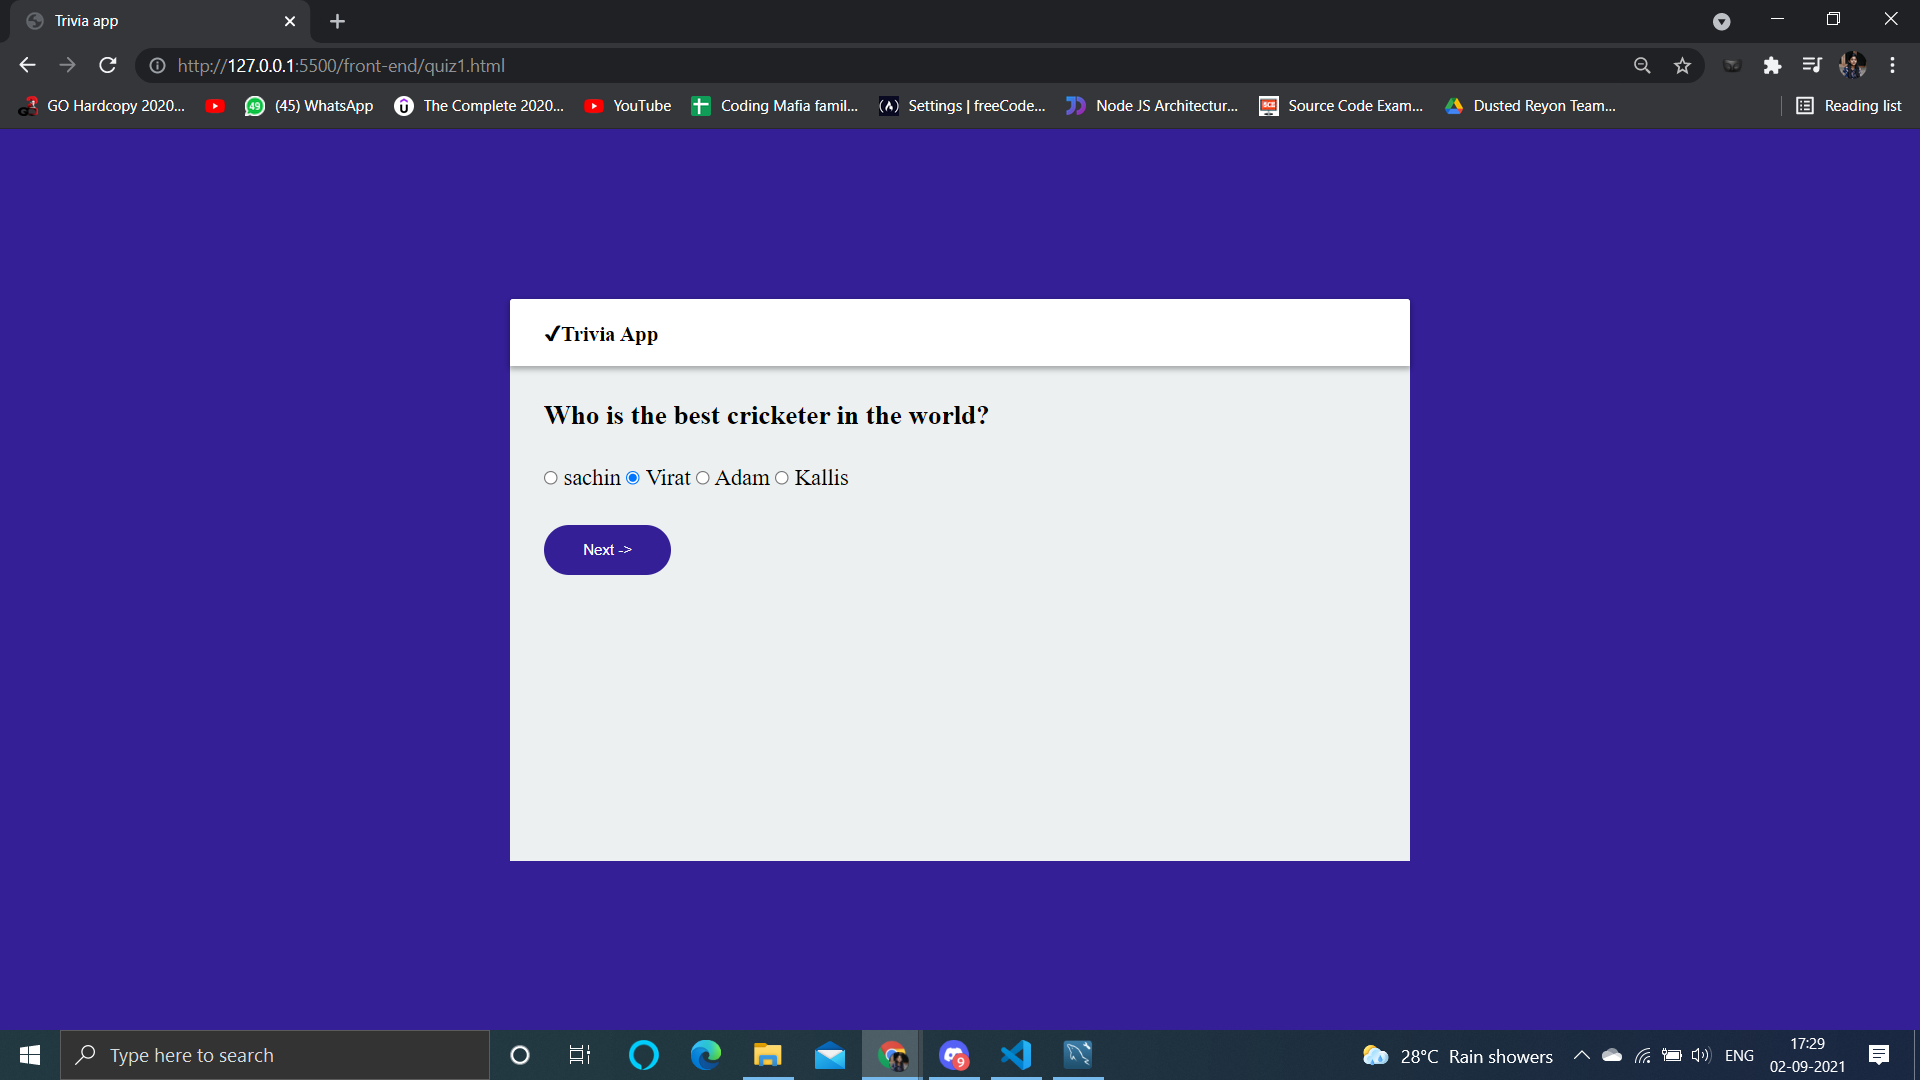 Trivia app
http://127.0.0.1:5500/front-end/quiz1.html
GO Hardcopy 2020... (45) WhatsApp The Complete 2020... YouTube Coding Mafia famil... Settings | freeCode... Node JS Architectur... Source Code Exam... Dusted Reyon Team... Reading list
✓Trivia App
Who is the best cricketer in the world?
sachin Virat Adam Kallis
Next ->
Type here to search
9
28°C Rain showers
ENG
17:29
02-09-2021